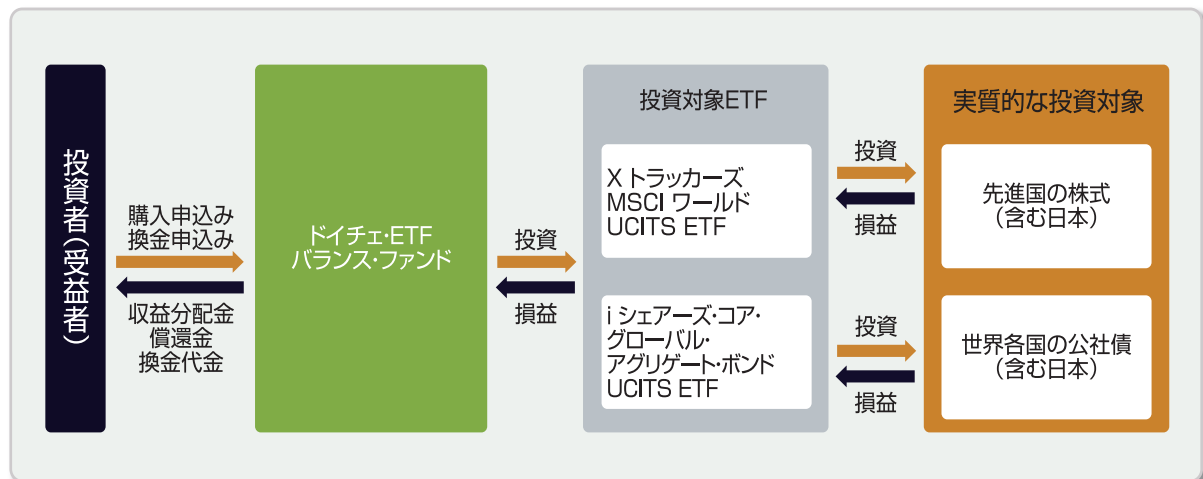 投資者(受益者)
購入申込み
換金申込み
収益分配金
償還金
換金代金
ドイチェ・ETF
バランス・ファンド
投資
損益
投資対象ETF
X トラッカーズ
MSCI ワールド
UCITS ETF
i シェアーズ・コア・
グローバル・
アグリゲート・ボンド
UCITS ETF
投資
損益
投資
損益
実質的な投資対象
先進国の株式
(含む日本)
世界各国の公社債
(含む日本)